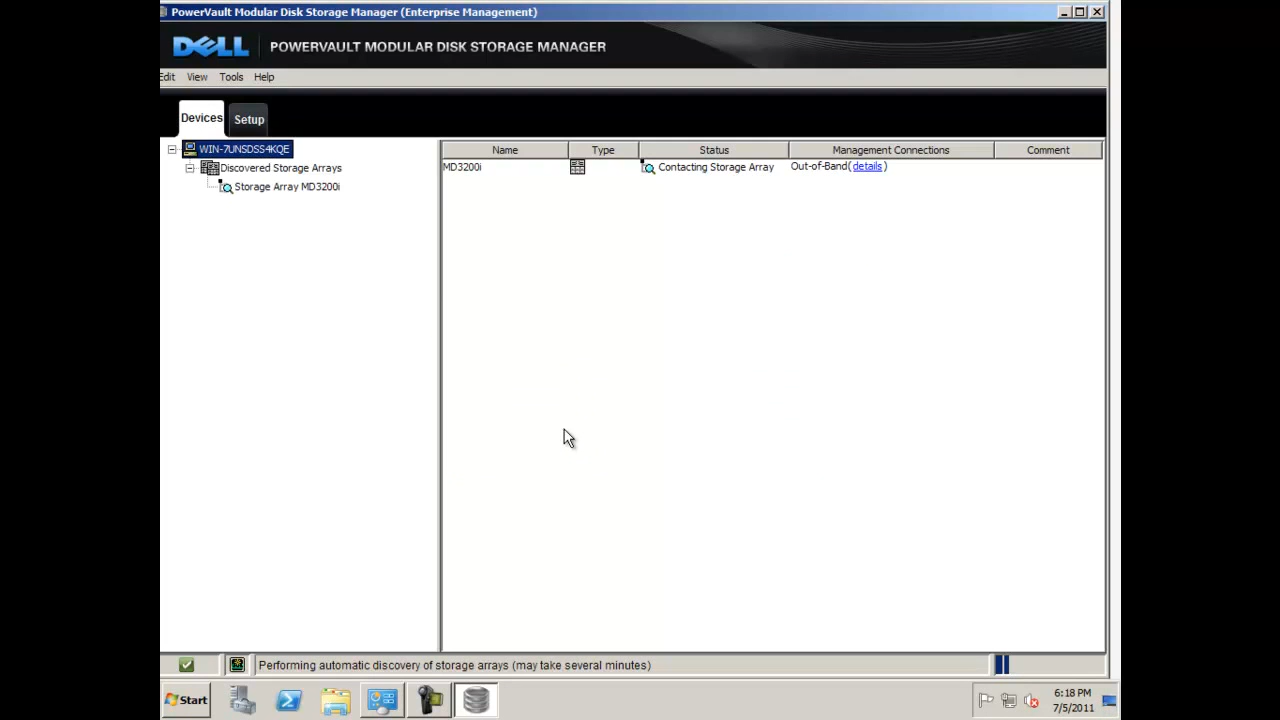 PowerVault Modular Disk Storage Manager (Enterprise Management)
DELL POWERVAULT MODULAR DISK STORAGE MANAGER
Edit View Tools Help
Devices Setup
WIN-7UNSDSS4KQE
Discovered Storage Arrays
Storage Array MD3200i
Name Type Status Management Connections Comment
MD3200i Contacting Storage Array Out-of-Band(details)
Performing automatic discovery of storage arrays (may take several minutes)
Start
6:18 PM
7/5/2011